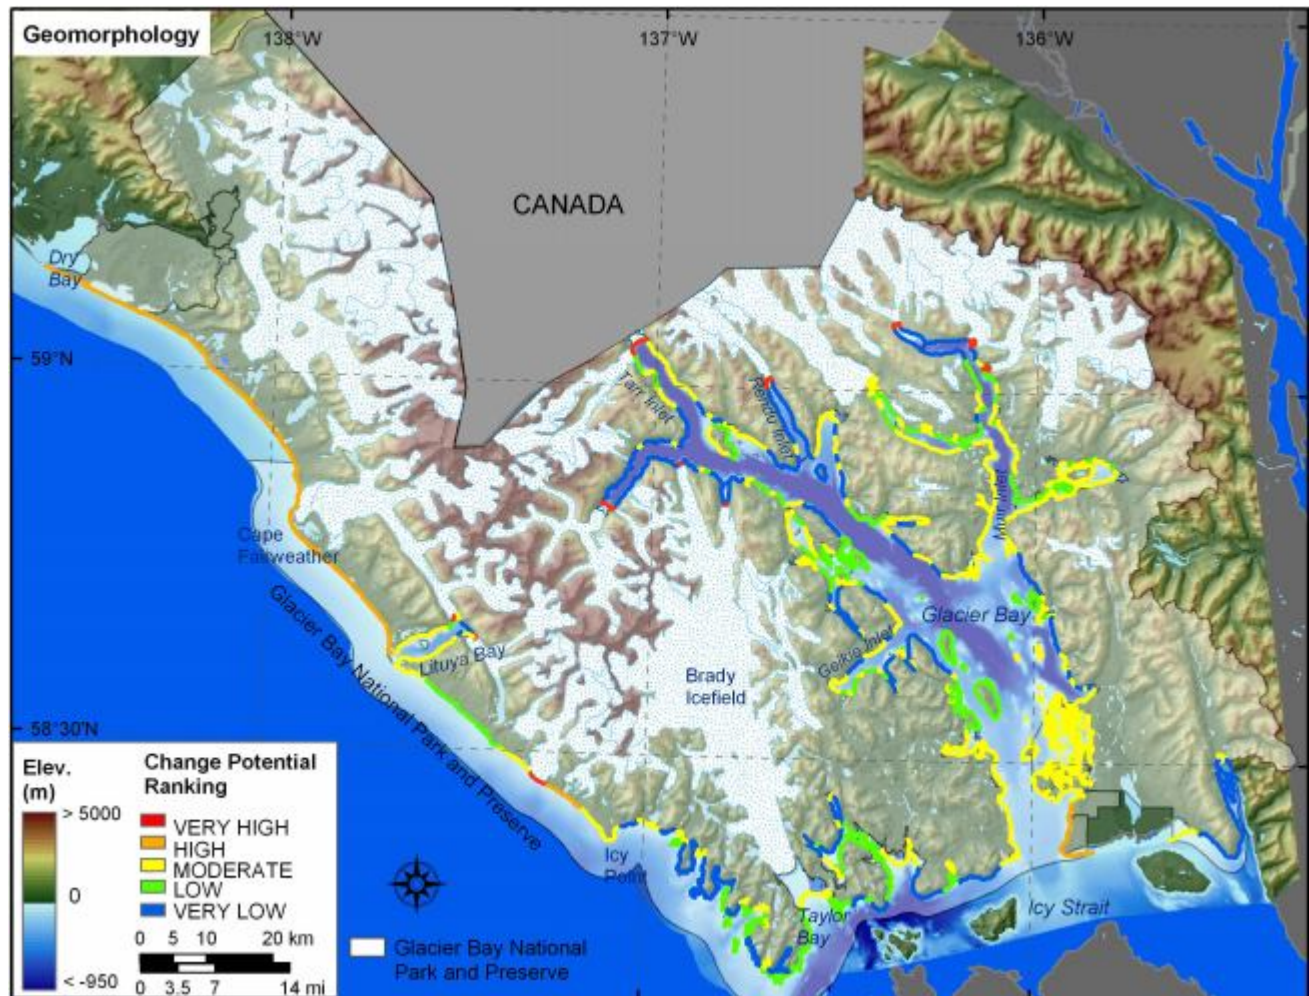 Geomorphology
138°W
137°W
136°W
CANADA
Dry
Bay
59°N
Tarr Inlet
Rendu Inlet
Muir Inlet
Cape
Fairweather
Glacier Bay National Park and Preserve
Lituya Bay
Glacier Bay
Geikie Inlet
Brady
Icefield
58°30'N
Icy
Point
Taylor
Bay
Icy Strait
Elev.
(m)
> 5000
0
< -950
Change Potential
Ranking
VERY HIGH
HIGH
MODERATE
LOW
VERY LOW
0 5 10 20 km
0 3.5 7 14 mi
Glacier Bay National
Park and Preserve